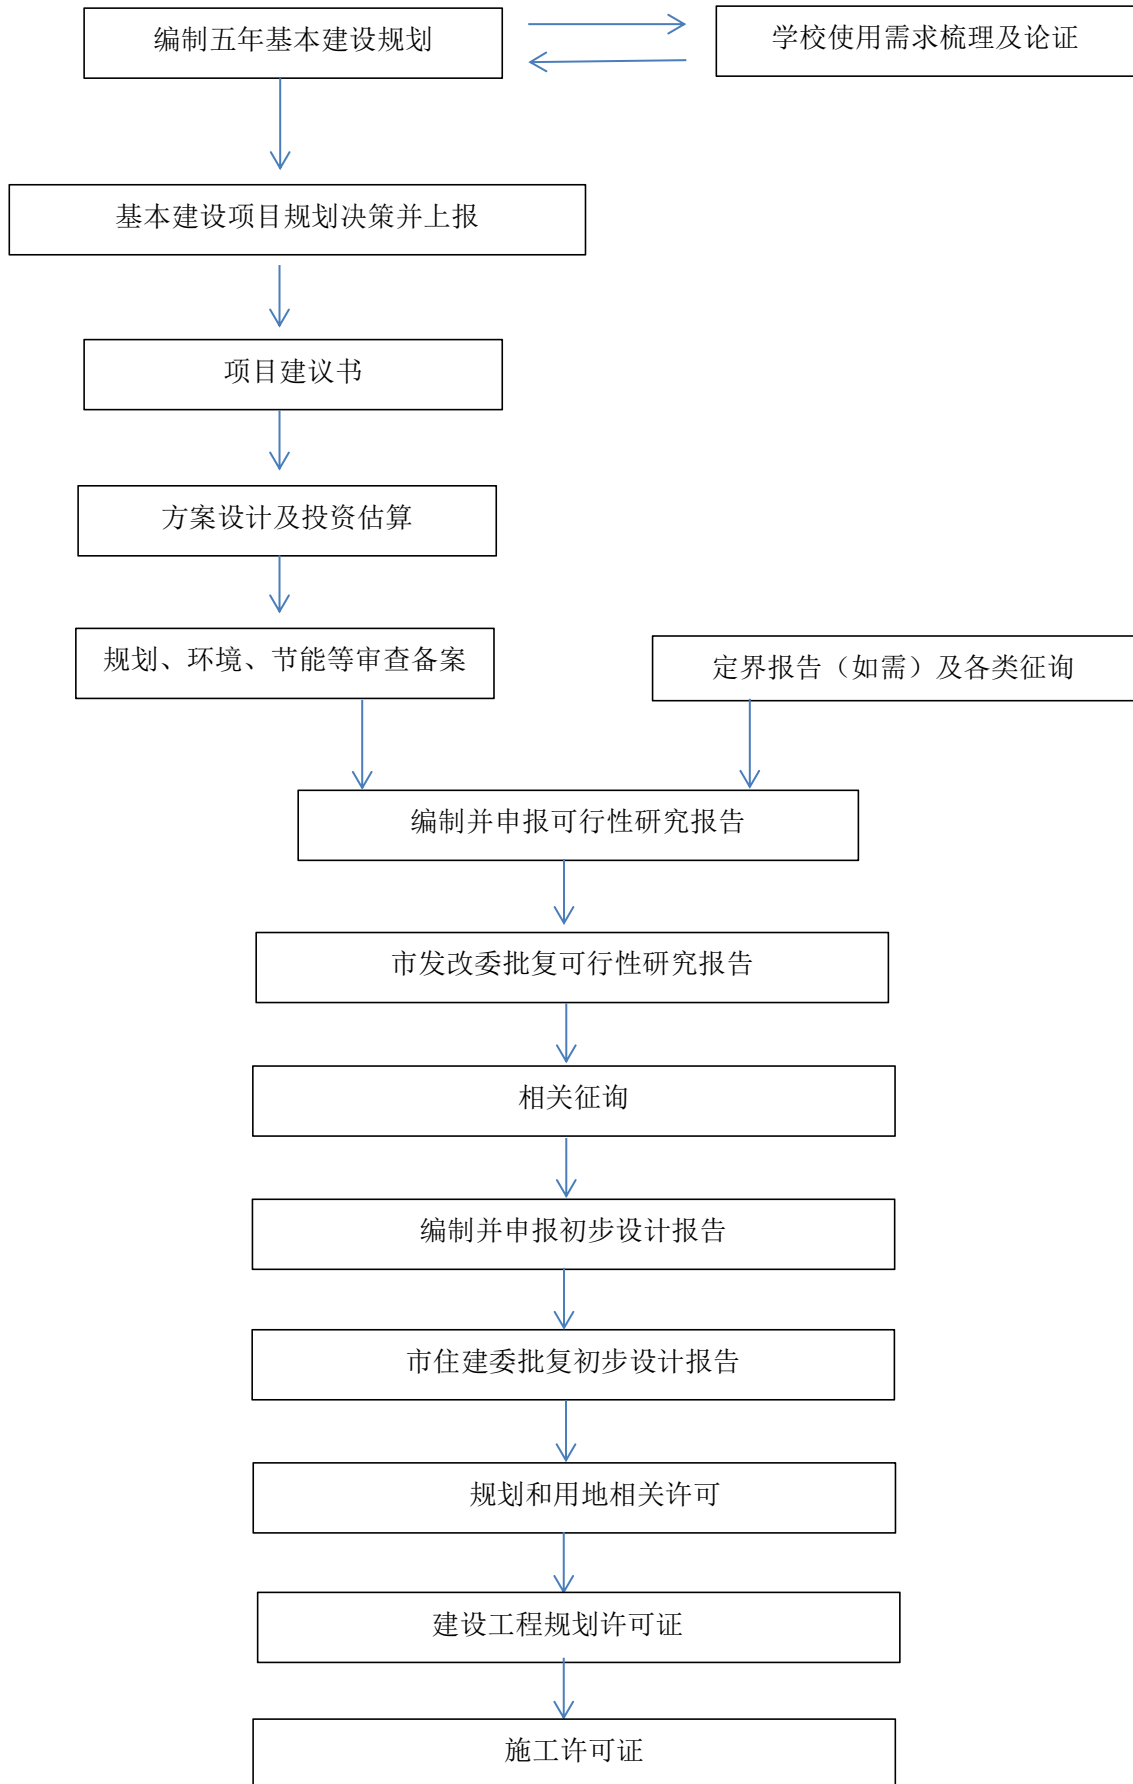 编制五年基本建设规划
学校使用需求梳理及论证
基本建设项目规划决策并上报
项目建议书
方案设计及投资估算
规划、环境、节能等审查备案
定界报告（如需）及各类征询
编制并申报可行性研究报告
市发改委批复可行性研究报告
相关征询
编制并申报初步设计报告
市住建委批复初步设计报告
规划和用地相关许可
建设工程规划许可证
施工许可证